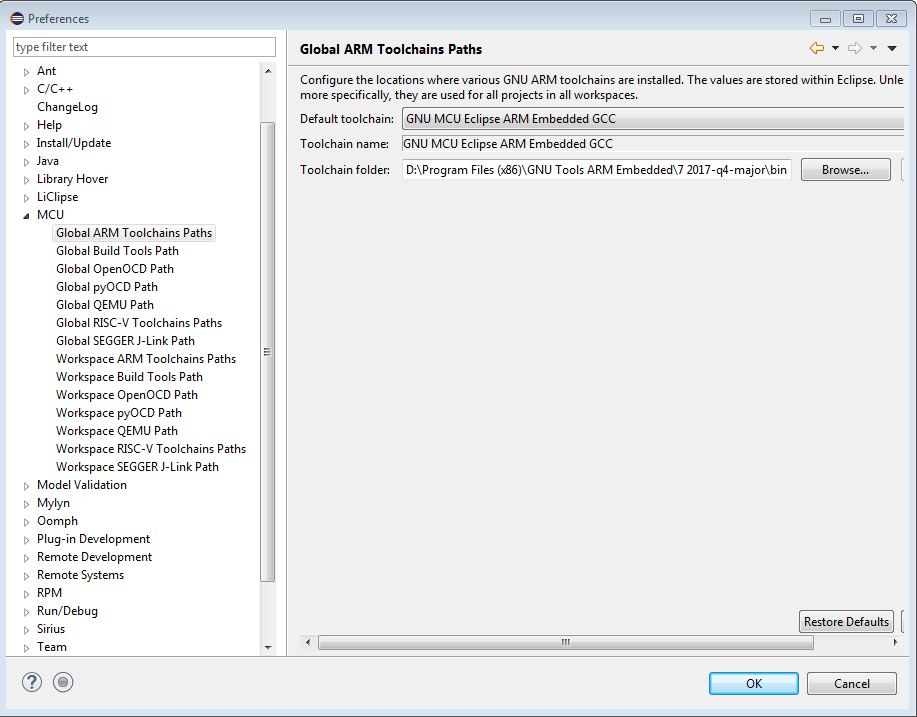 Preferences
type filter text
Ant
C/C++
ChangeLog
Help
Install/Update
Java
Library Hover
LiClipse
MCU
Global ARM Toolchains Paths
Global Build Tools Path
Global OpenOCD Path
Global pyOCD Path
Global QEMU Path
Global RISC-V Toolchains Paths
Global SEGGER J-Link Path
Workspace ARM Toolchains Paths
Workspace Build Tools Path
Workspace OpenOCD Path
Workspace pyOCD Path
Workspace QEMU Path
Workspace RISC-V Toolchains Paths
Workspace SEGGER J-Link Path
Model Validation
Mylyn
Oomph
Plug-in Development
Remote Development
Remote Systems
RPM
Run/Debug
Sirius
Team
Global ARM Toolchains Paths
Configure the locations where various GNU ARM toolchains are installed. The values are stored within Eclipse. Unle
more specifically, they are used for all projects in all workspaces.
Default toolchain: GNU MCU Eclipse ARM Embedded GCC
Toolchain name: GNU MCU Eclipse ARM Embedded GCC
Toolchain folder: D:\Program Files (x86)\GNU Tools ARM Embedded\7 2017-q4-major\bin Browse...
Restore Defaults
? OK Cancel